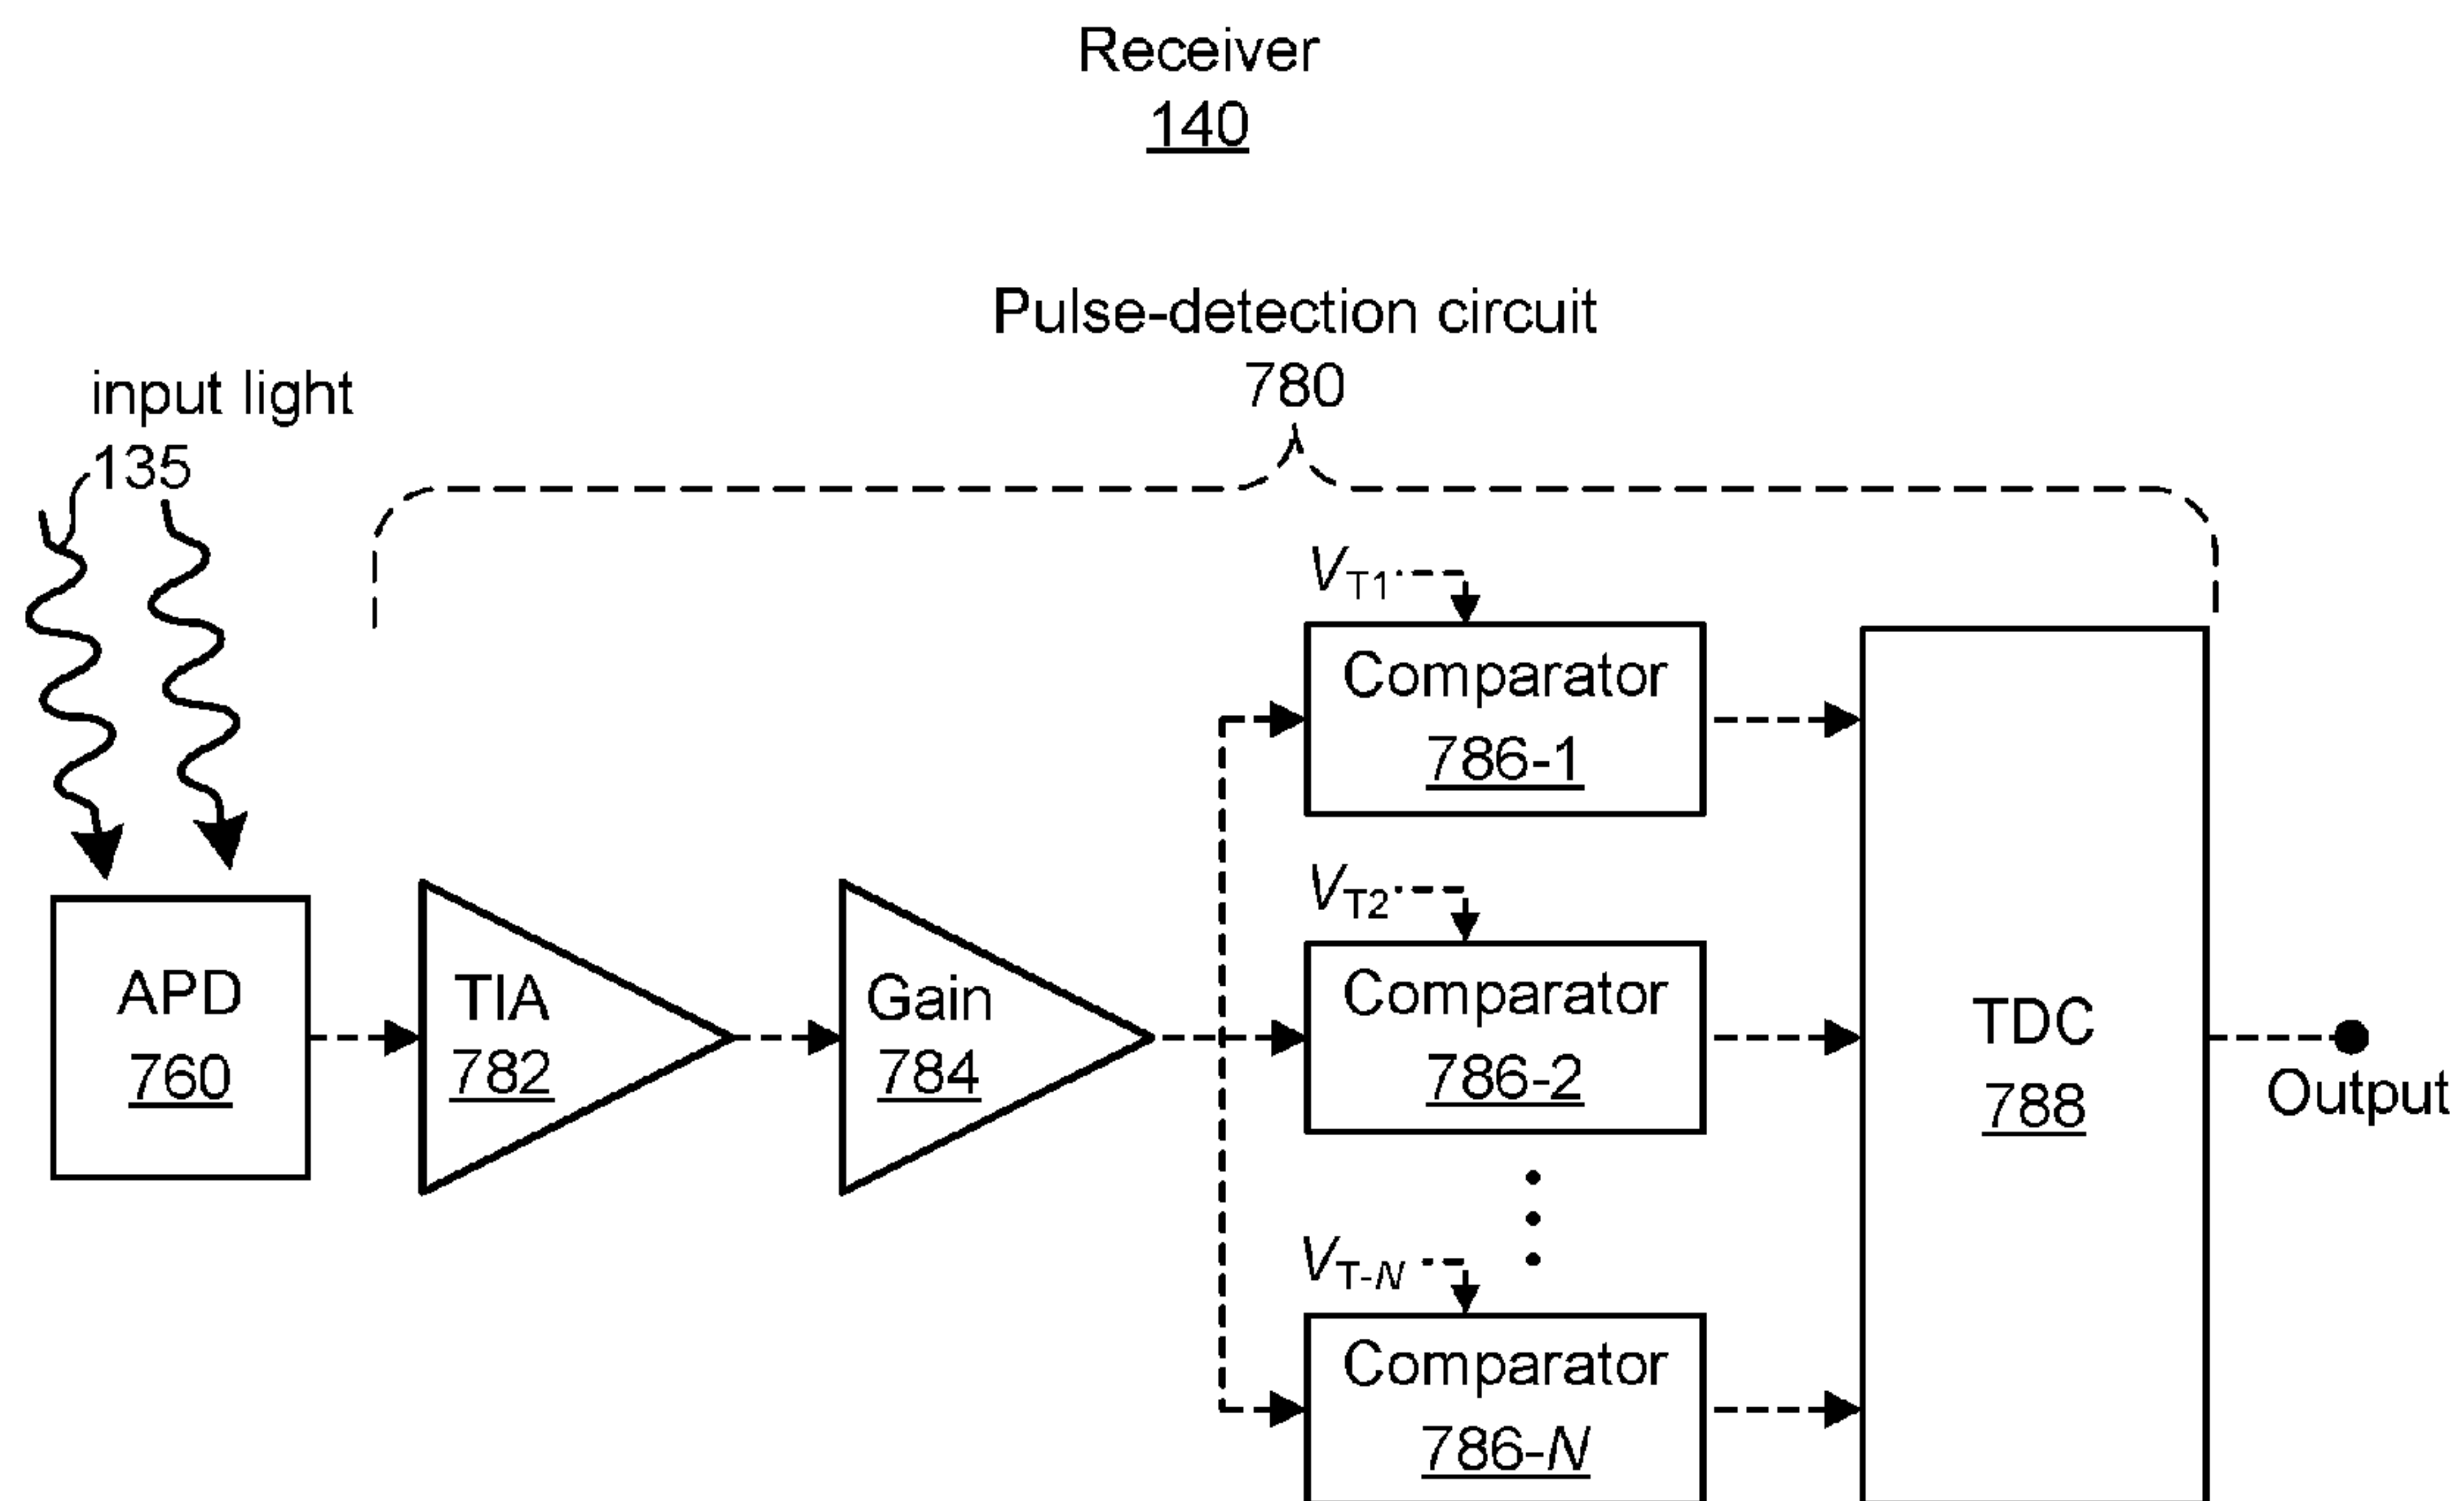 Receiver
140
Pulse-detection circuit
780
input light
135
VT1
Comparator
786-1
VT2
Comparator
786-2
VT-N
Comparator
786-N
APD
760
TIA
782
Gain
784
TDC
788
Output